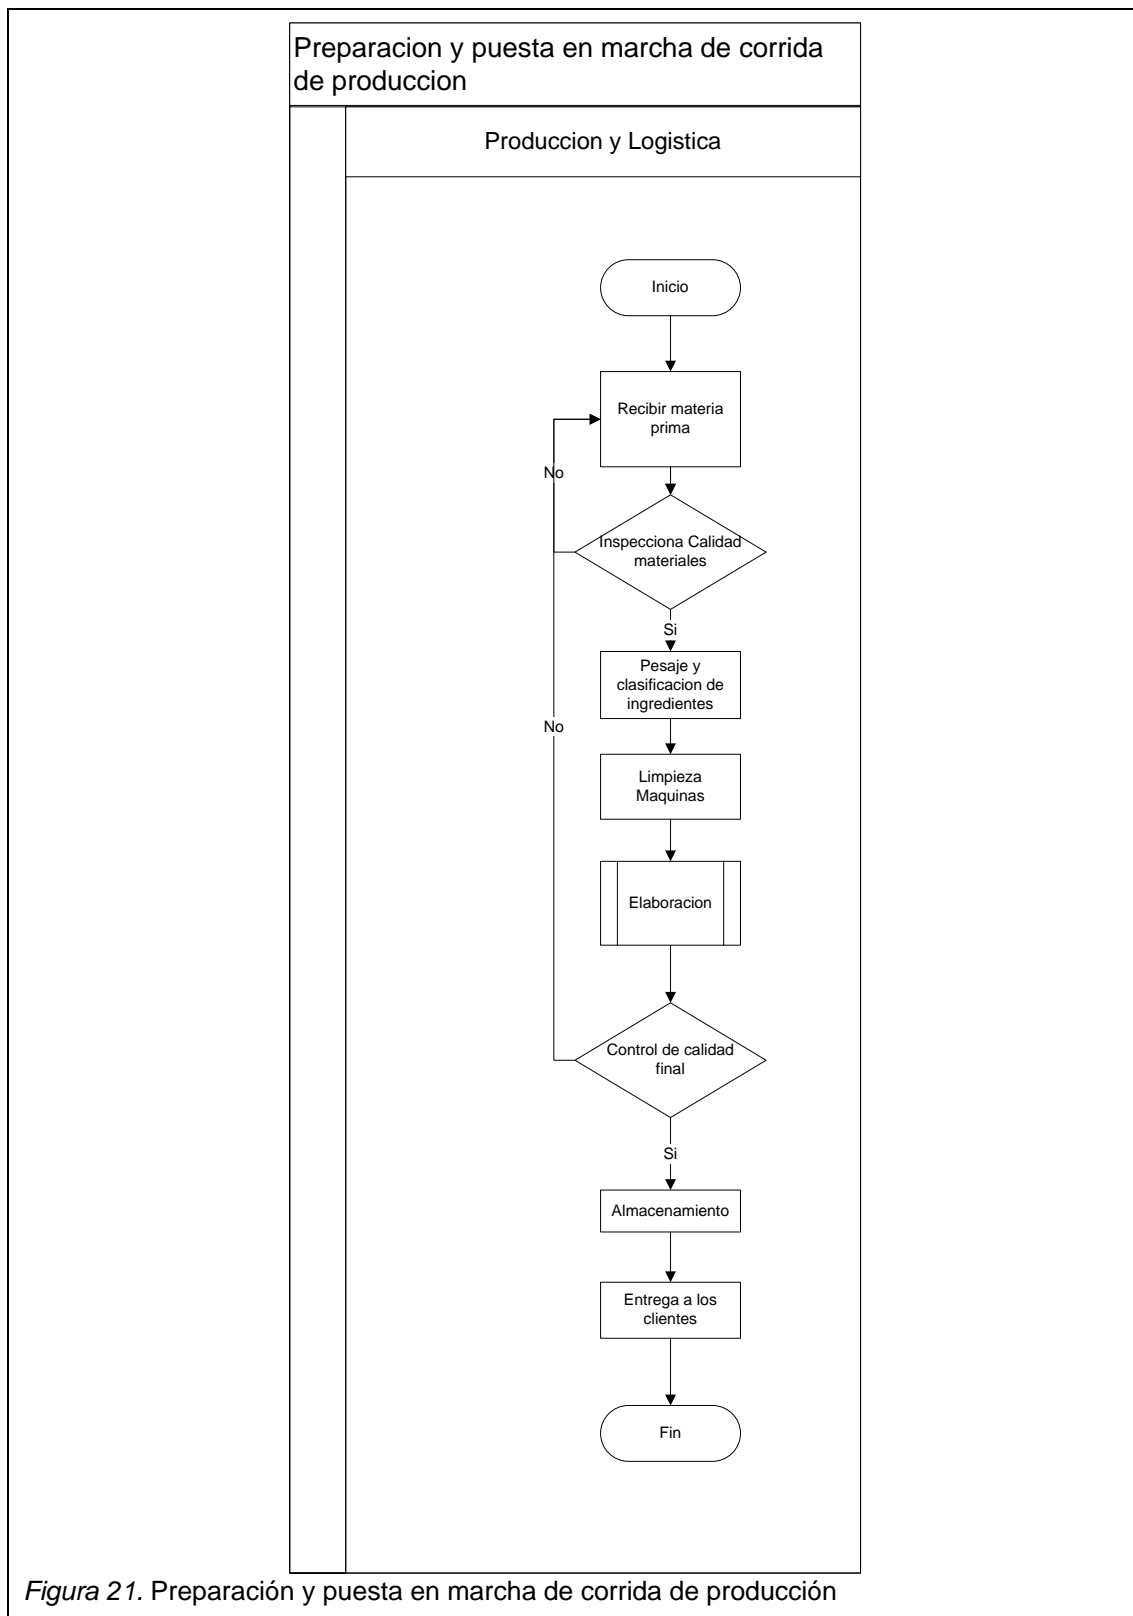 Preparacion y puesta en marcha de corrida
de produccion
Produccion y Logistica
Inicio
Recibir materia
prima
No
Inspecciona Calidad
materiales
Si
Pesaje y
clasificacion de
ingredientes
No
Limpieza
Maquinas
Elaboracion
Control de calidad
final
Si
Almacenamiento
Entrega a los
clientes
Fin
Figura 21. Preparación y puesta en marcha de corrida de producción